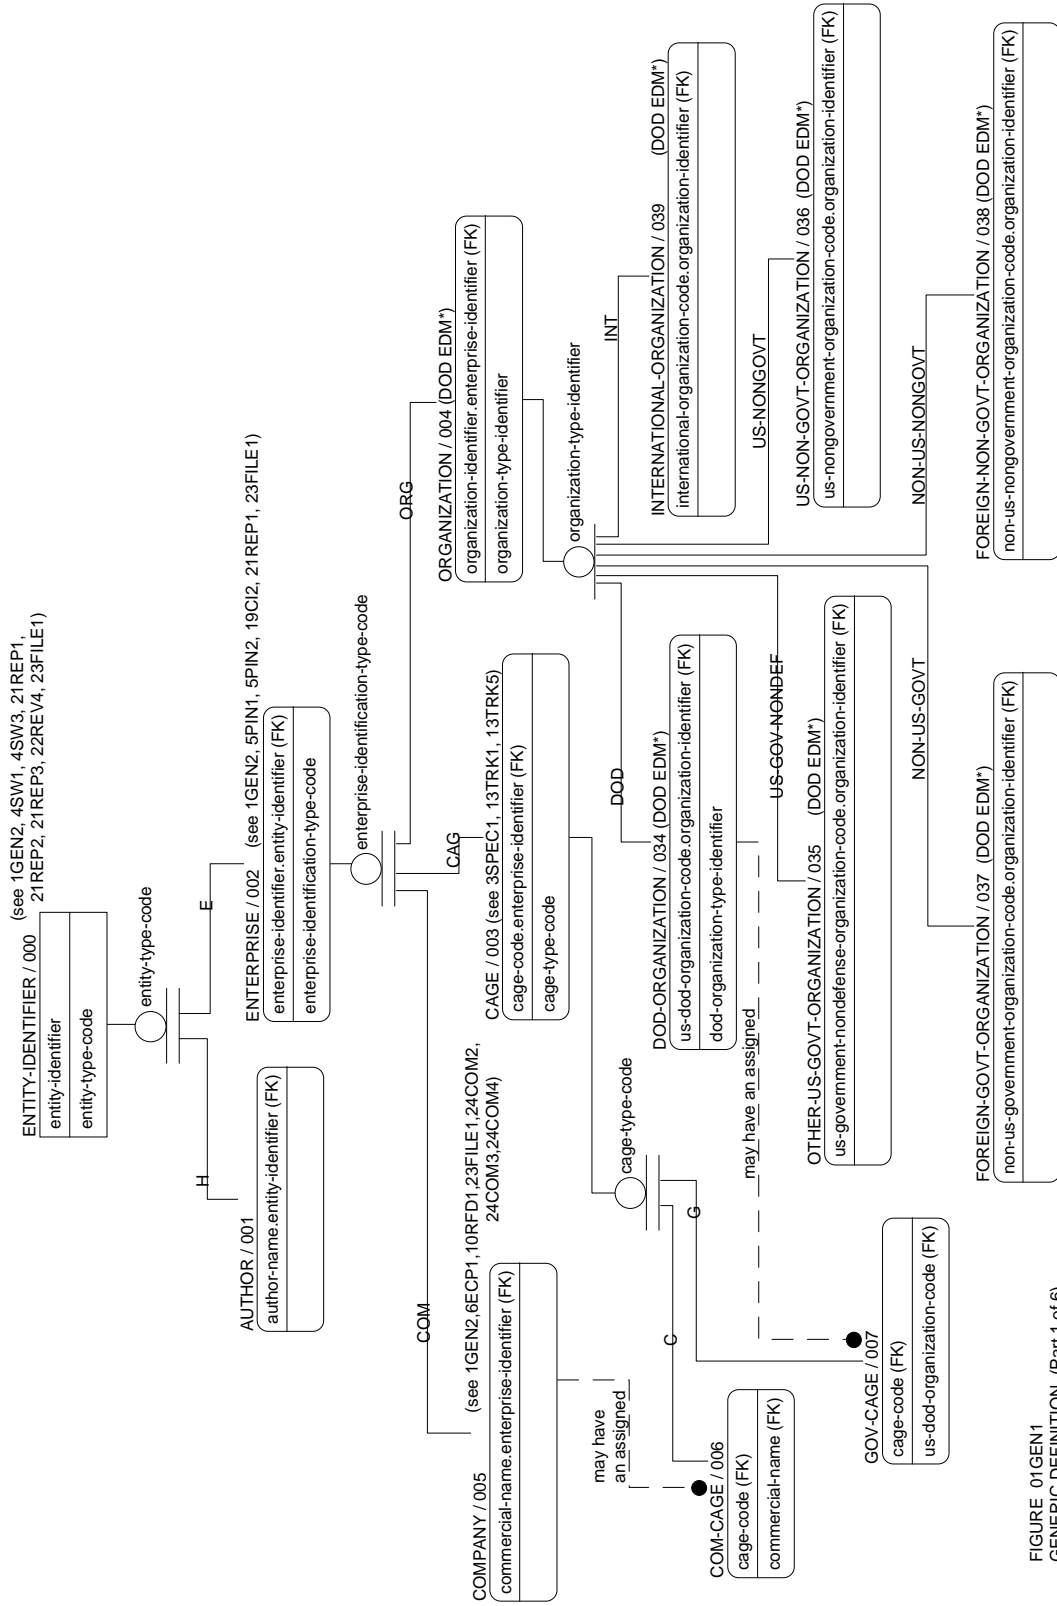 (see 1GEN2, 4SW1, 4SW3, 21REP1,
21REP2, 21REP3, 22REV4, 23FILE1)
ENTITY-IDENTIFIER / 000
entity-identifier
entity-type-code
entity-type-code
H
E
AUTHOR / 001
author-name.entity-identifier (FK)
ENTERPRISE / 002 (see 1GEN2, 5PIN1, 5PIN2, 19CI2, 21REP1, 23FILE1)
enterprise-identifier.entity-identifier (FK)
enterprise-identification-type-code
enterprise-identification-type-code
COM
CAG
ORG
COMPANY / 005 (see 1GEN2,6ECP1,10RFD1,23FILE1,24COM2,
24COM3,24COM4)
commercial-name.enterprise-identifier (FK)
CAGE / 003 (see 3SPEC1, 13TRK1, 13TRK5)
cage-code.enterprise-identifier (FK)
cage-type-code
ORGANIZATION / 004 (DOD EDM*)
organization-identifier.enterprise-identifier (FK)
organization-type-identifier
organization-type-identifier
cage-type-code
may have
an assigned
C
G
COM-CAGE / 006
cage-code (FK)
commercial-name (FK)
GOV-CAGE / 007
cage-code (FK)
us-dod-organization-code (FK)
may have an assigned
DOD
DOD-ORGANIZATION / 034 (DOD EDM*)
us-dod-organization-code.organization-identifier (FK)
dod-organization-type-identifier
INT
INTERNATIONAL-ORGANIZATION / 039 (DOD EDM*)
international-organization-code.organization-identifier (FK)
US-GOV-NONDEF
OTHER-US-GOVT-ORGANIZATION / 035 (DOD EDM*)
us-government-nondefense-organization-code.organization-identifier (FK)
US-NONGOVT
US-NON-GOVT-ORGANIZATION / 036 (DOD EDM*)
us-nongovernment-organization-code.organization-identifier (FK)
NON-US-GOVT
FOREIGN-GOVT-ORGANIZATION / 037 (DOD EDM*)
non-us-government-organization-code.organization-identifier (FK)
NON-US-NONGOVT
FOREIGN-NON-GOVT-ORGANIZATION / 038 (DOD EDM*)
non-us-nongovernment-organization-code.organization-identifier (FK)
FIGURE 01GEN1
GENERIC DEFINITION (Part 1 of 6)